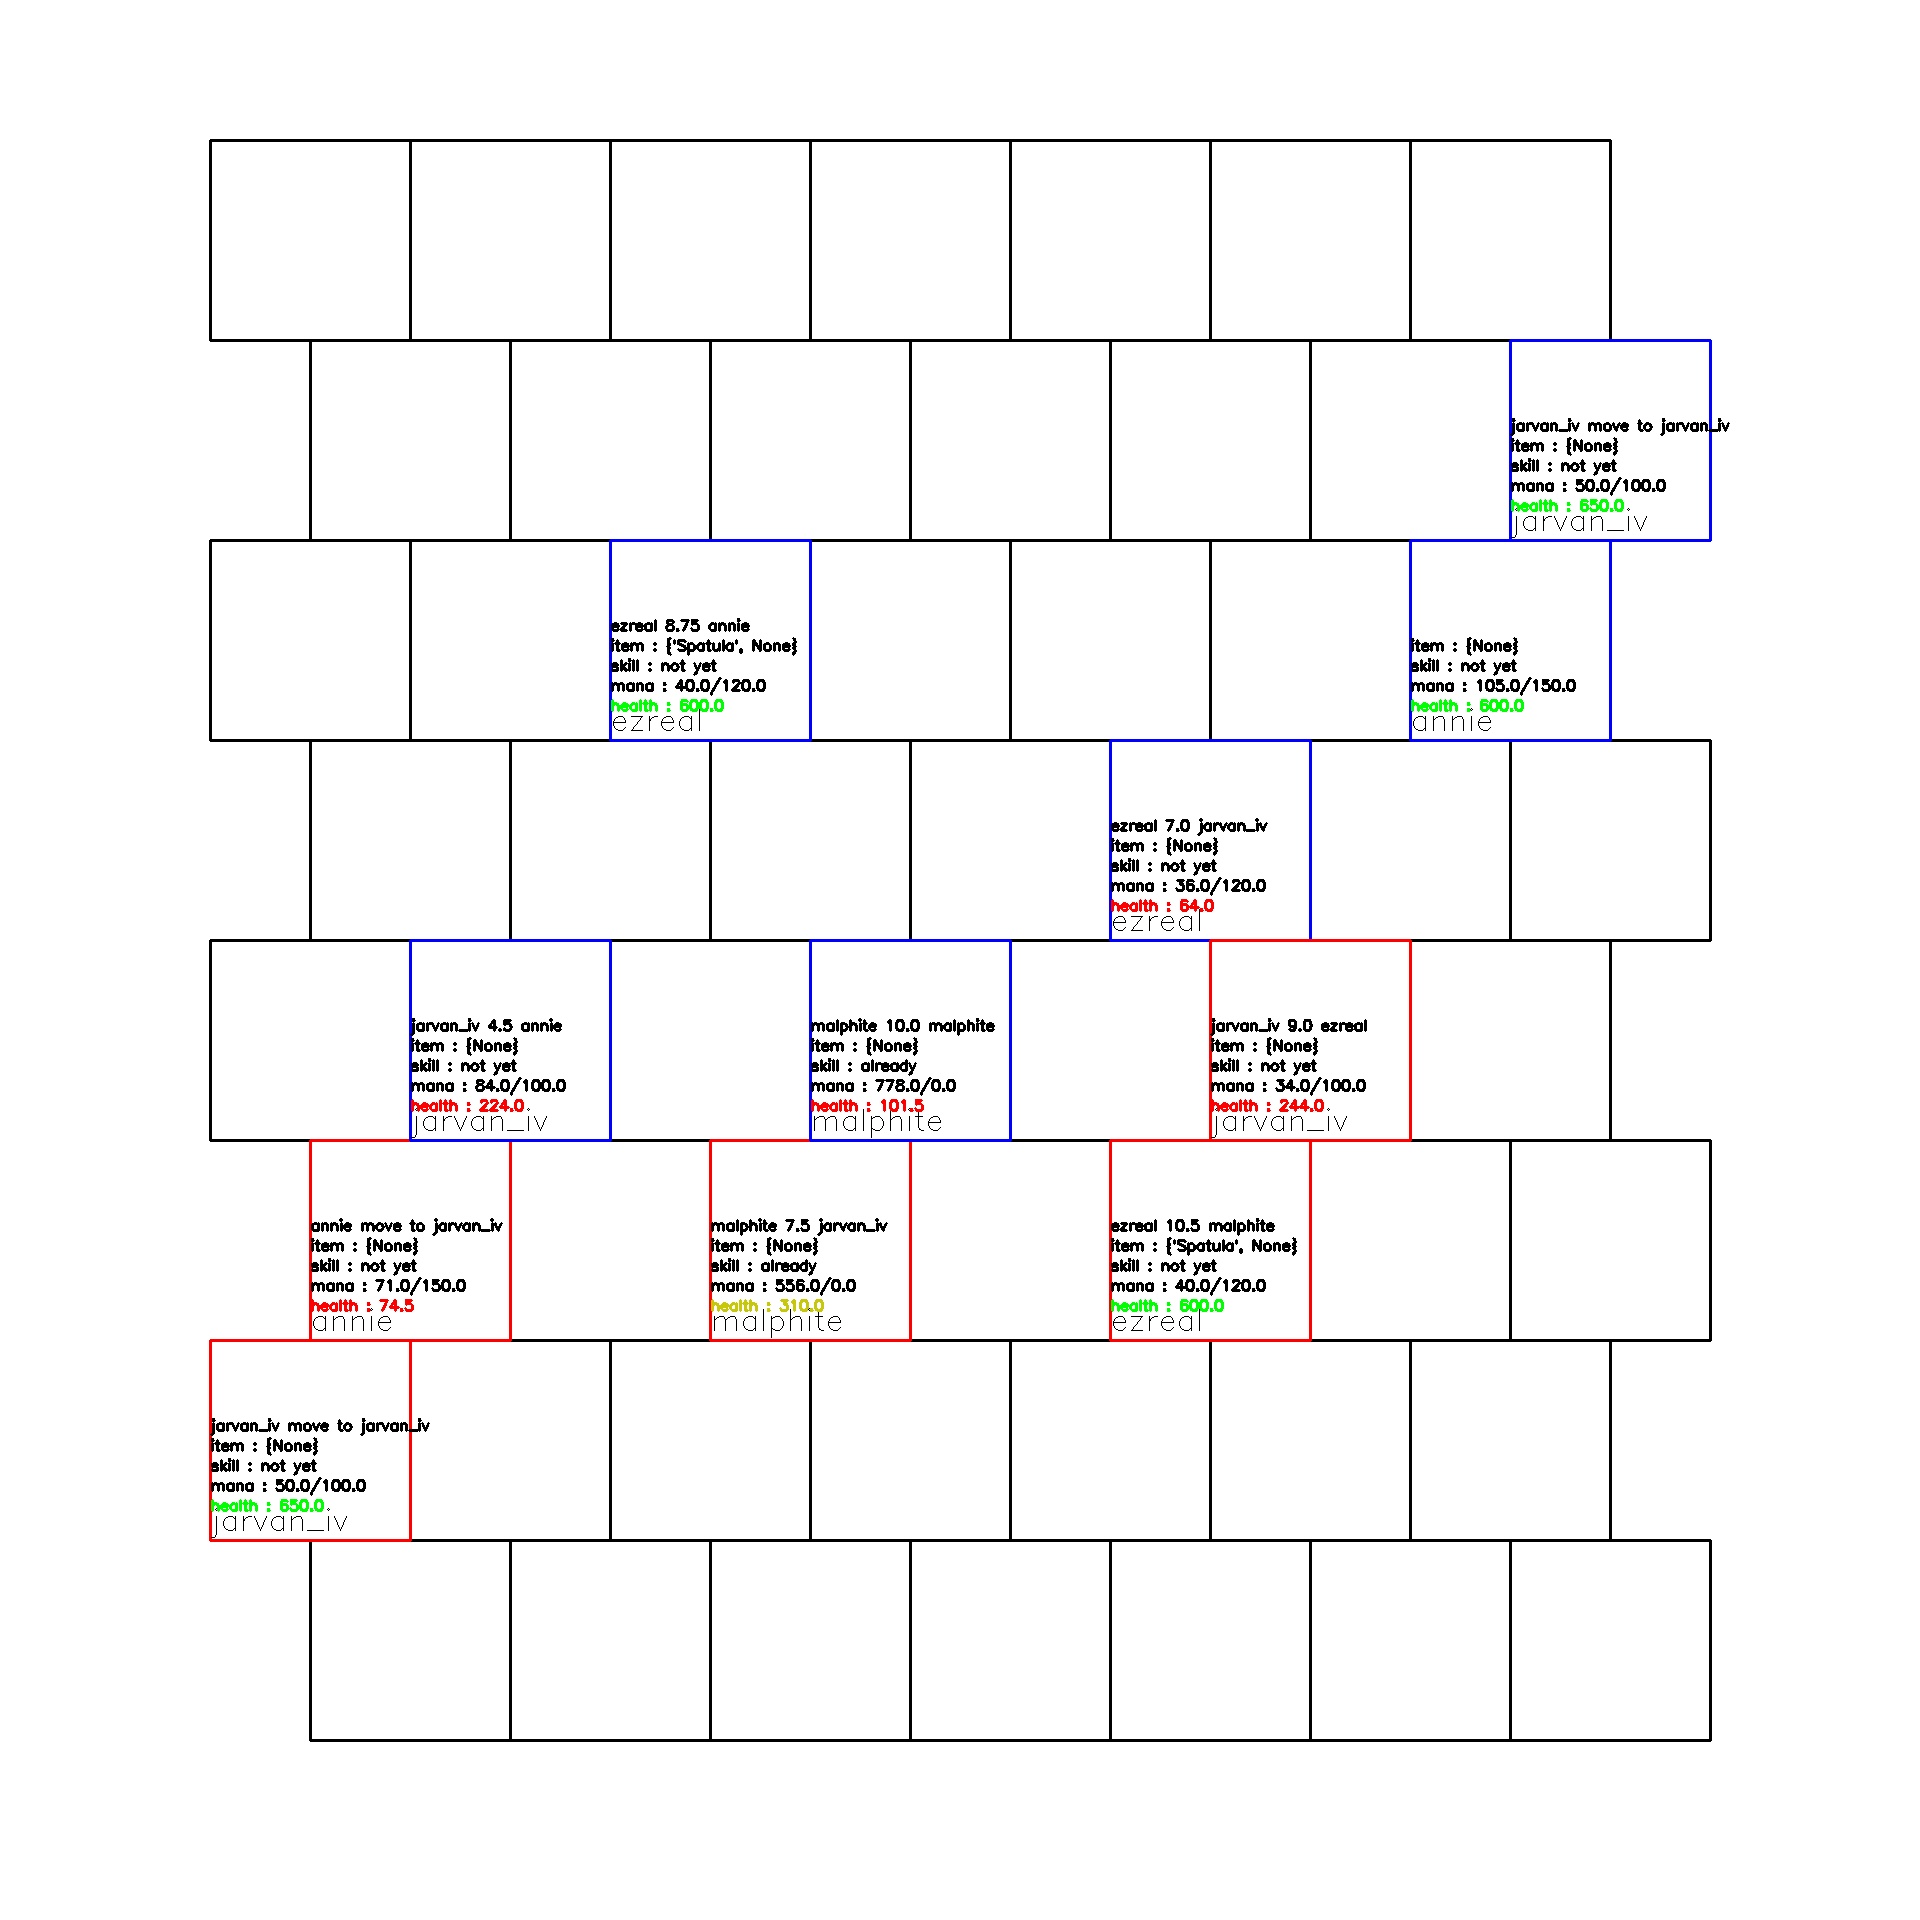 jarvan_iv move to jarvan_iv
item : {None}
skill : not yet
mana : 50.0/100.0
health : 650.0
jarvan_iv
ezreal 8.75 annie
item : {'Spatula', None}
skill : not yet
mana : 40.0/120.0
health : 600.0
ezreal
item : {None}
skill : not yet
mana : 105.0/150.0
health : 600.0
annie
ezreal 7.0 jarvan_iv
item : {None}
skill : not yet
mana : 36.0/120.0
health : 64.0
ezreal
jarvan_iv 4.5 annie
item : {None}
skill : not yet
mana : 84.0/100.0
health : 224.0
jarvan_iv
malphite 10.0 malphite
item : {None}
skill : already
mana : 778.0/0.0
health : 101.5
malphite
jarvan_iv 9.0 ezreal
item : {None}
skill : not yet
mana : 34.0/100.0
health : 244.0
jarvan_iv
annie move to jarvan_iv
item : {None}
skill : not yet
mana : 71.0/150.0
health : 74.5
annie
malphite 7.5 jarvan_iv
item : {None}
skill : already
mana : 556.0/0.0
health : 310.0
malphite
ezreal 10.5 malphite
item : {'Spatula', None}
skill : not yet
mana : 40.0/120.0
health : 600.0
ezreal
jarvan_iv move to jarvan_iv
item : {None}
skill : not yet
mana : 50.0/100.0
health : 650.0
jarvan_iv